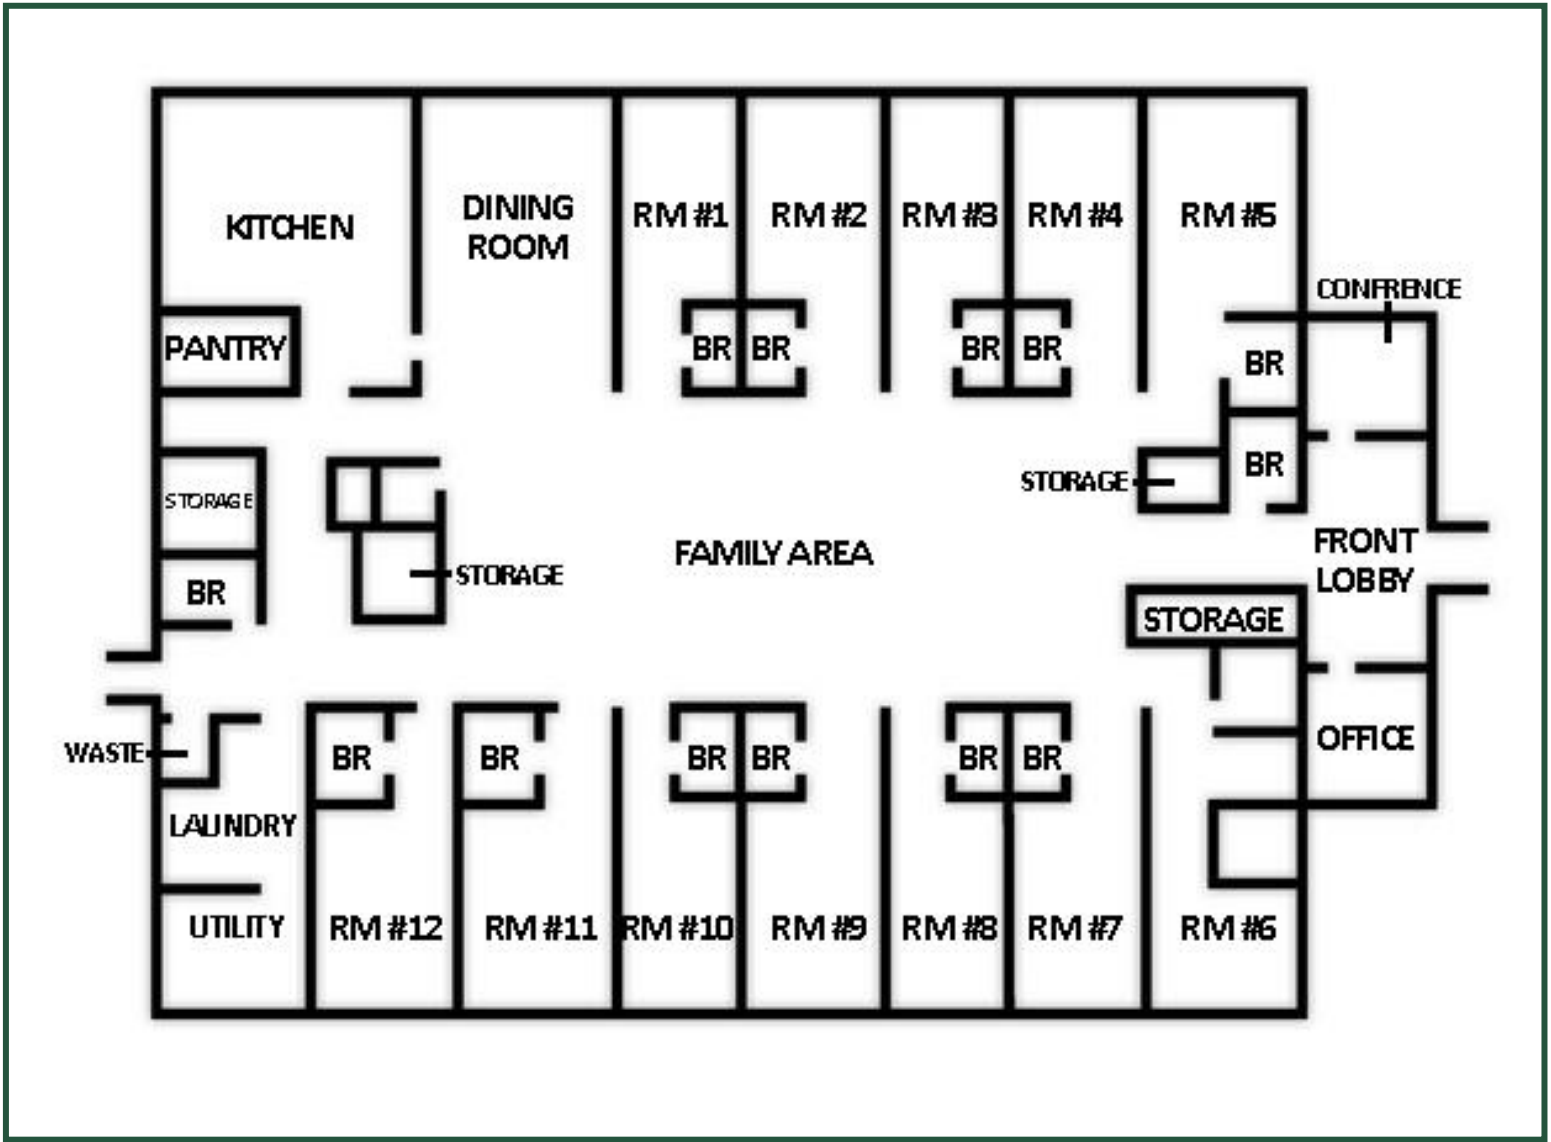 KITCHEN
DINING
ROOM
RM #1
RM #2
RM #3
RM #4
RM #5
CONFRENCE
PANTRY
BR
BR
BR
BR
BR
STORAGE
BR
STORAGE
FRONT
LOBBY
FAMILY AREA
STORAGE
BR
STORAGE
WASTE
BR
BR
BR
BR
BR
BR
OFFICE
LAUNDRY
UTILITY
RM #12
RM #11
RM #10
RM #9
RM #8
RM #7
RM #6